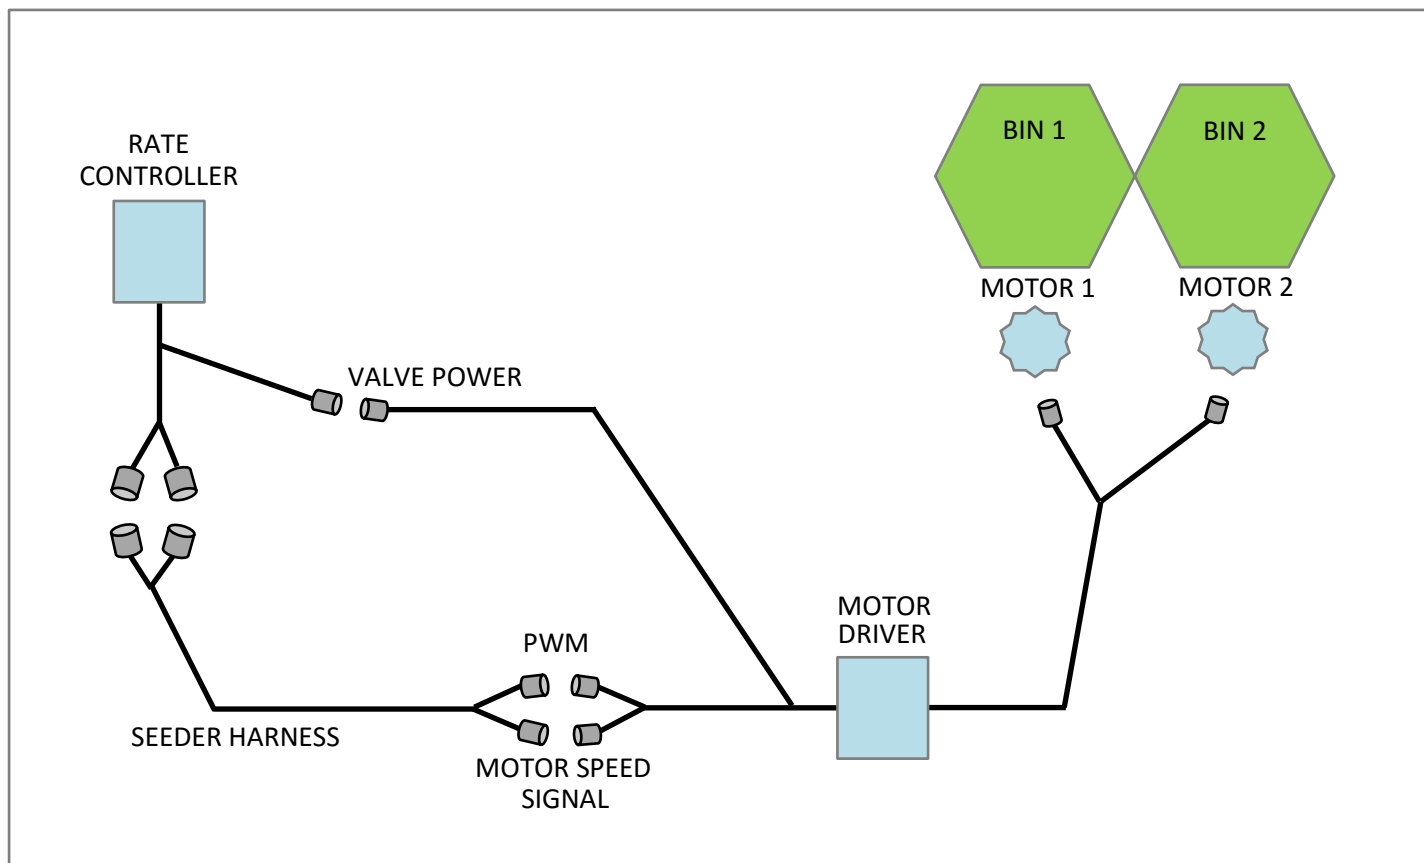 BIN 1
BIN 2
RATE
CONTROLLER
MOTOR 1
MOTOR 2
VALVE POWER
MOTOR
DRIVER
PWM
SEEDER HARNESS
MOTOR SPEED
SIGNAL